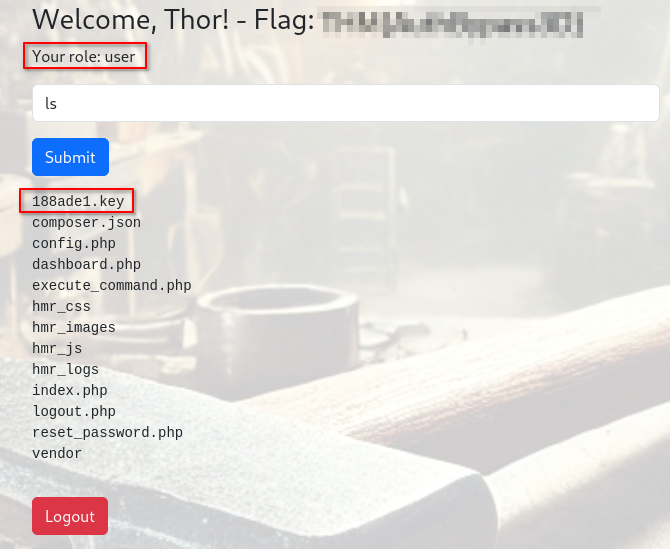 Welcome, Thor! - Flag:
Your role: user
ls
Submit
188ade1.key
composer.json
config.php
dashboard.php
execute_command.php
hmr_css
hmr_images
hmr_js
hmr_logs
index.php
logout.php
reset_password.php
vendor
Logout